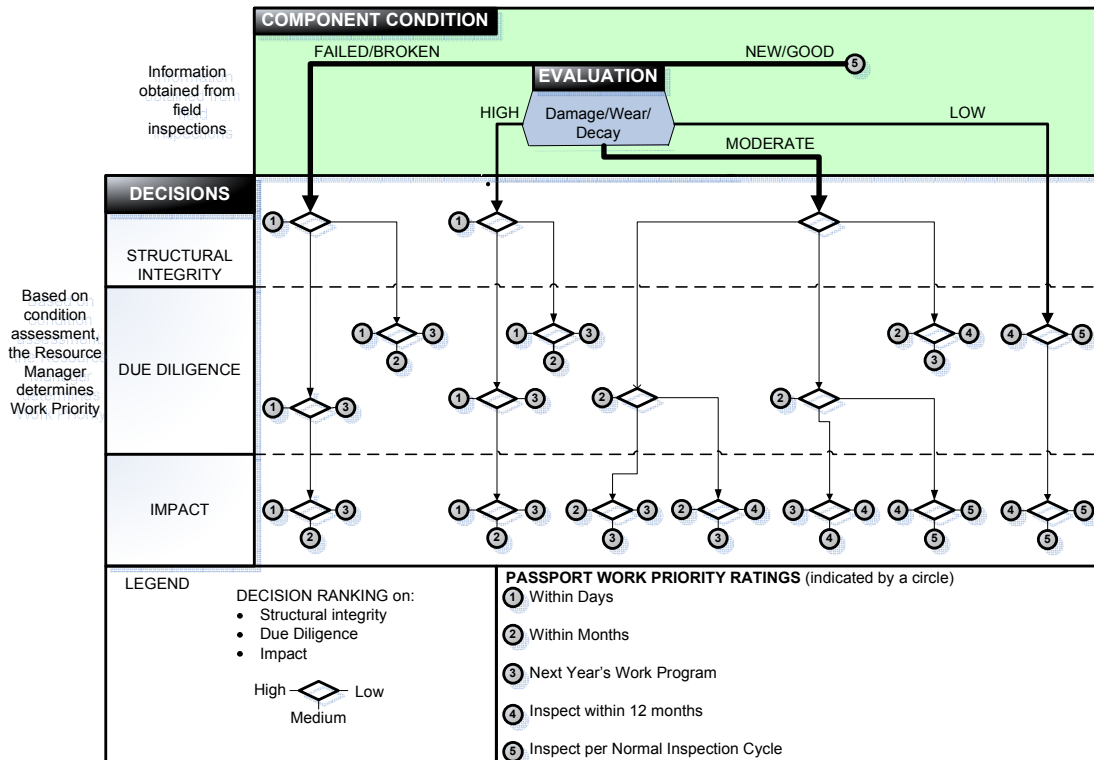 COMPONENT CONDITION
FAILED/BROKEN
NEW/GOOD
5
Information
obtained from
field
inspections
EVALUATION
HIGH
Damage/Wear/
Decay
LOW
MODERATE
DECISIONS
1
1
STRUCTURAL
INTEGRITY
Based on
condition
assessment,
the Resource
Manager
determines
Work Priority
DUE DILIGENCE
1 3
2
1 3
2
2 4
3
4 5
1 3
1 3
2
2
IMPACT
1 3
2
1 3
2
2 3
3
2 4
3
3 4
4
4 5
5
4 5
5
LEGEND
DECISION RANKING on:
• Structural integrity
• Due Diligence
• Impact
High Low
Medium
PASSPORT WORK PRIORITY RATINGS (indicated by a circle)
1 Within Days
2 Within Months
3 Next Year's Work Program
4 Inspect within 12 months
5 Inspect per Normal Inspection Cycle